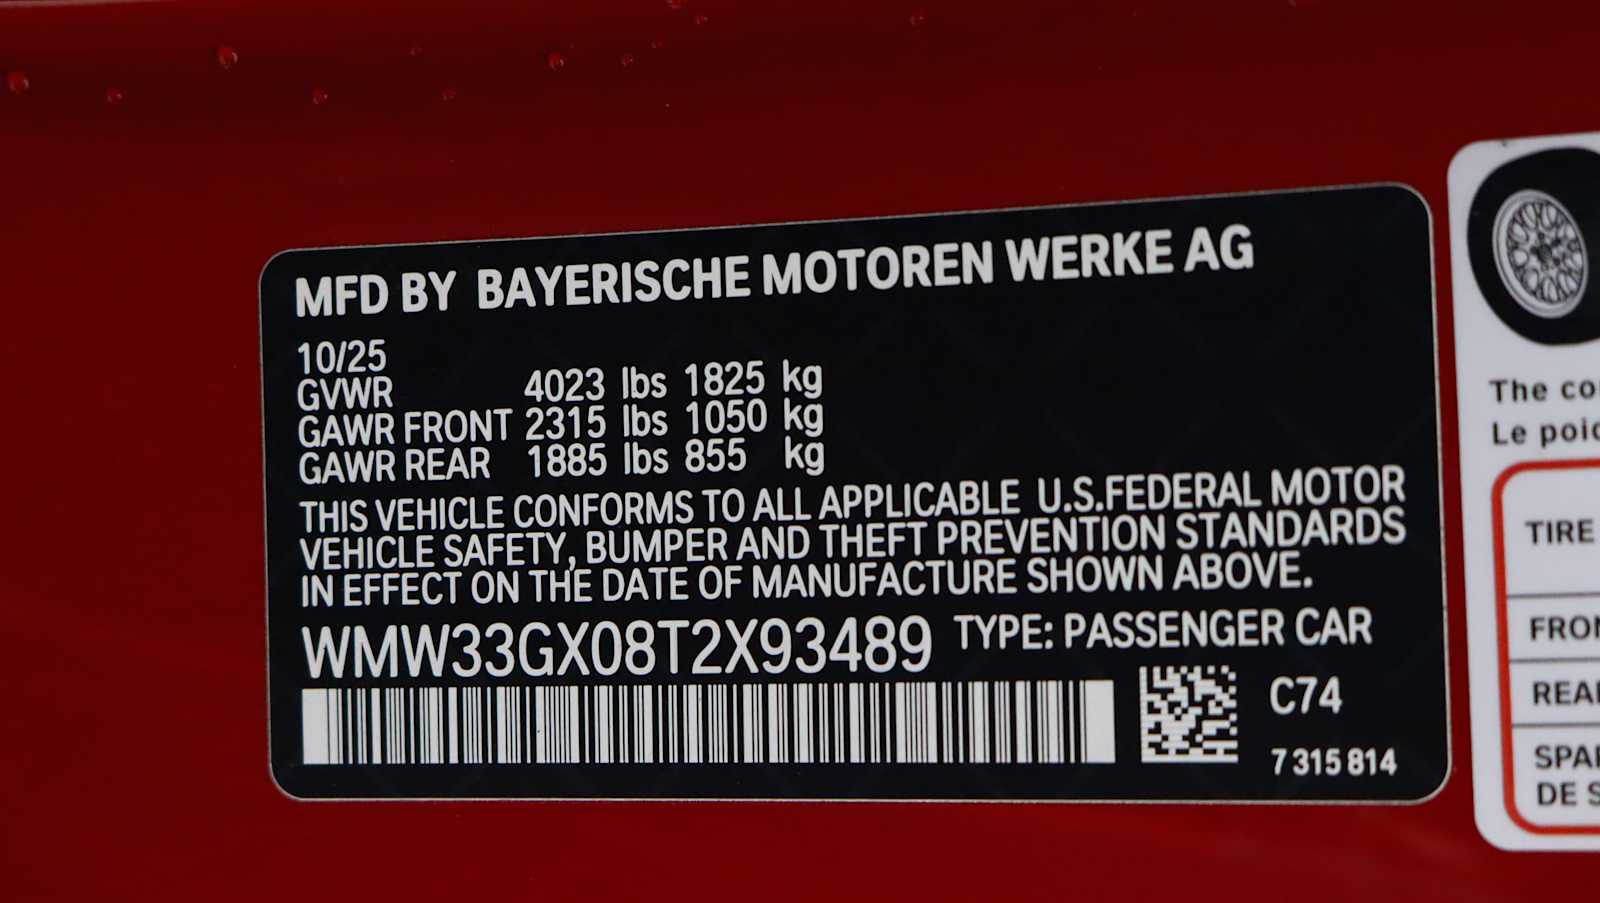 MFD BY BAYERISCHE MOTOREN WERKE AG
10/25
GVWR 4023 lbs 1825 kg
GAWR FRONT 2315 lbs 1050 kg
GAWR REAR 1885 lbs 855 kg
THIS VEHICLE CONFORMS TO ALL APPLICABLE U.S.FEDERAL MOTOR
VEHICLE SAFETY, BUMPER AND THEFT PREVENTION STANDARDS
IN EFFECT ON THE DATE OF MANUFACTURE SHOWN ABOVE.
WMW33GX08T2X93489 TYPE: PASSENGER CAR
C74
7 315 814
The
Le
TIRE
DE